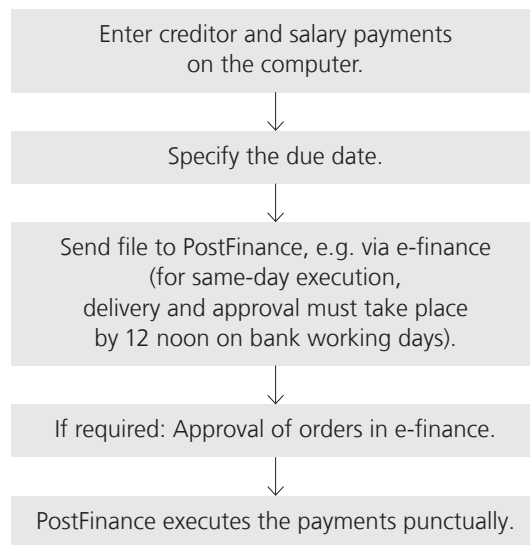 Enter creditor and salary payments
on the computer.
Specify the due date.
Send file to PostFinance, e.g. via e-finance
(for same-day execution,
delivery and approval must take place
by 12 noon on bank working days).
If required: Approval of orders in e-finance.
PostFinance executes the payments punctually.